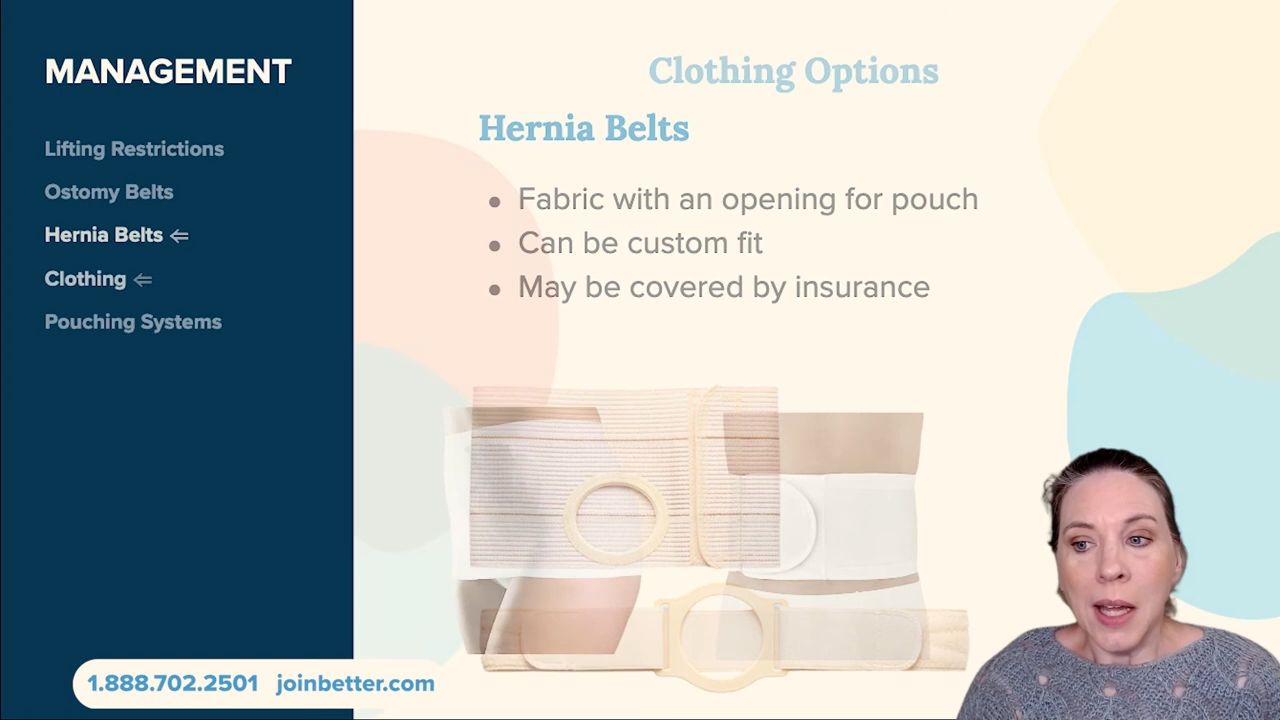 MANAGEMENT
Lifting Restrictions
Ostomy Belts
Hernia Belts ⇐
Clothing ⇐
Pouching Systems
1.888.702.2501 joinbetter.com
Clothing Options
Hernia Belts
• Fabric with an opening for pouch
• Can be custom fit
• May be covered by insurance